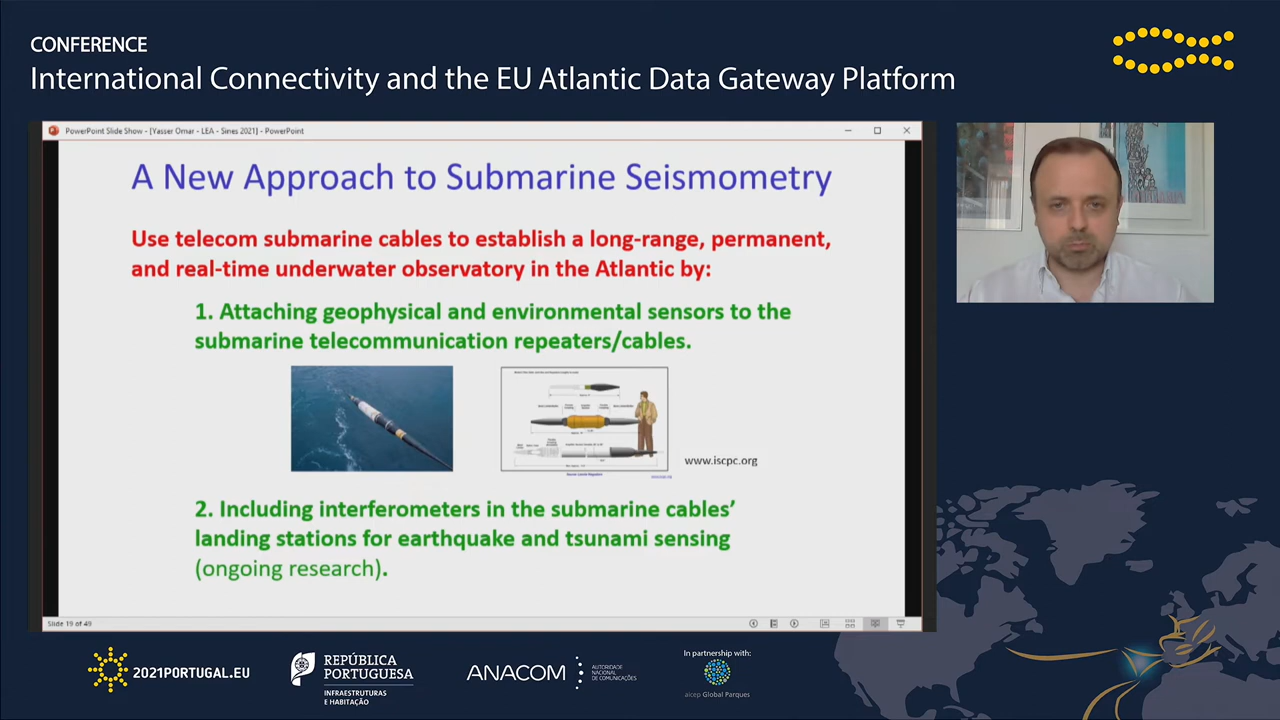 CONFERENCE
International Connectivity and the EU Atlantic Data Gateway Platform
PowerPoint Slide Show - [Yasser Omar - LEA - Sines 2021] - PowerPoint
A New Approach to Submarine Seismometry
Use telecom submarine cables to establish a long-range, permanent,
and real-time underwater observatory in the Atlantic by:
1. Attaching geophysical and environmental sensors to the
submarine telecommunication repeaters/cables.
www.iscpc.org
2. Including interferometers in the submarine cables’
landing stations for earthquake and tsunami sensing
(ongoing research).
Slide 19 of 49
2021PORTUGAL.EU
REPÚBLICA
PORTUGUESA
INFRAESTRUTURAS
E HABITAÇÃO
ANACOM
AUTORIDADE
NACIONAL
DE COMUNICAÇÕES
In partnership with:
aicep Global Parques